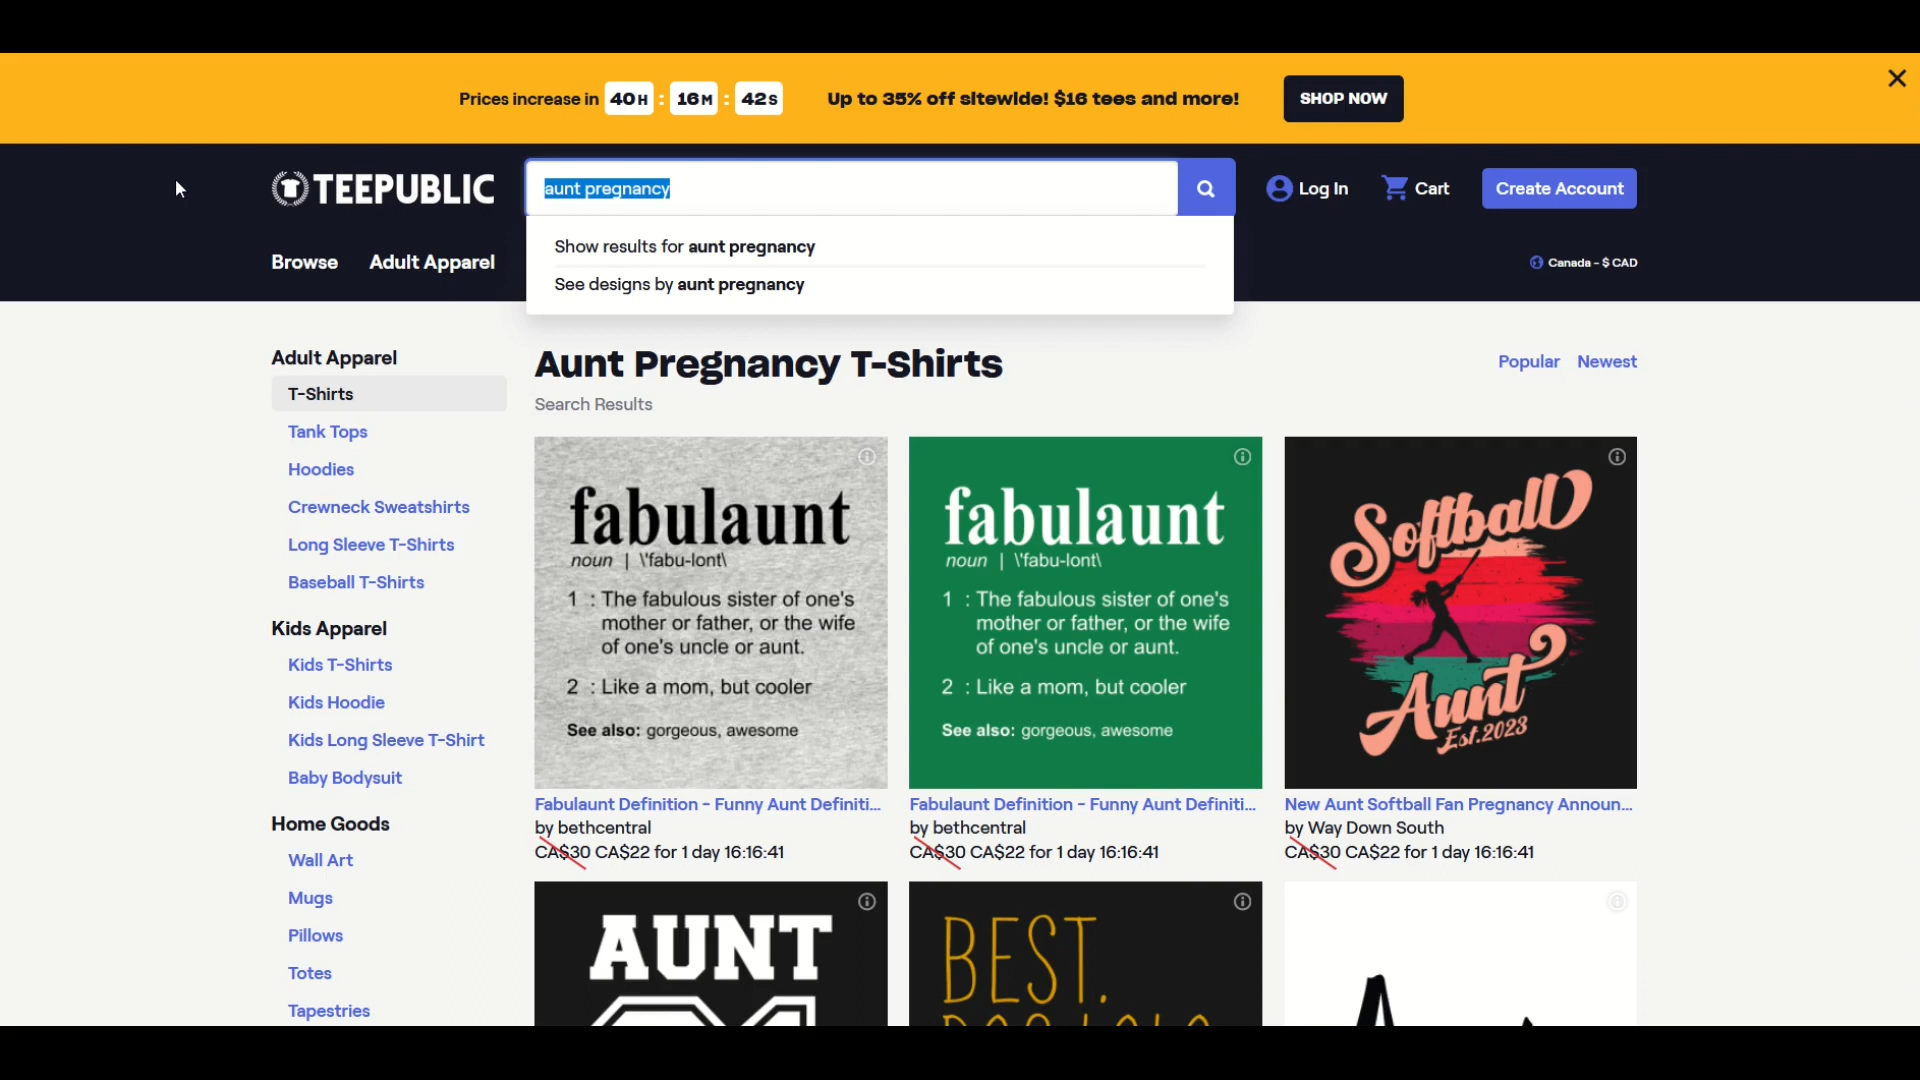 Prices increase in 40H : 16M : 42S
Up to 35% off sitewide! $16 tees and more!
SHOP NOW
TEEPUBLIC
aunt pregnancy
Log In
Cart
Create Account
Show results for aunt pregnancy
See designs by aunt pregnancy
Browse
Adult Apparel
Canada - $ CAD
Adult Apparel
T-Shirts
Tank Tops
Hoodies
Crewneck Sweatshirts
Long Sleeve T-Shirts
Baseball T-Shirts
Kids Apparel
Kids T-Shirts
Kids Hoodie
Kids Long Sleeve T-Shirt
Baby Bodysuit
Home Goods
Wall Art
Mugs
Pillows
Totes
Tapestries
Aunt Pregnancy T-Shirts
Popular
Newest
Search Results
fabulaunt
noun | \'fabu-lont\
1 : The fabulous sister of one's
mother or father, or the wife
of one's uncle or aunt.
2 : Like a mom, but cooler
See also: gorgeous, awesome
Fabulaunt Definition - Funny Aunt Definiti...
by bethcentral
CA$30 CA$22 for 1 day 16:16:41
fabulaunt
noun | \'fabu-lont\
1 : The fabulous sister of one's
mother or father, or the wife
of one's uncle or aunt.
2 : Like a mom, but cooler
See also: gorgeous, awesome
Fabulaunt Definition - Funny Aunt Definiti...
by bethcentral
CA$30 CA$22 for 1 day 16:16:41
Softball
Aunt
Est.2023
New Aunt Softball Fan Pregnancy Announ...
by Way Down South
CA$30 CA$22 for 1 day 16:16:41
AUNT
BEST.